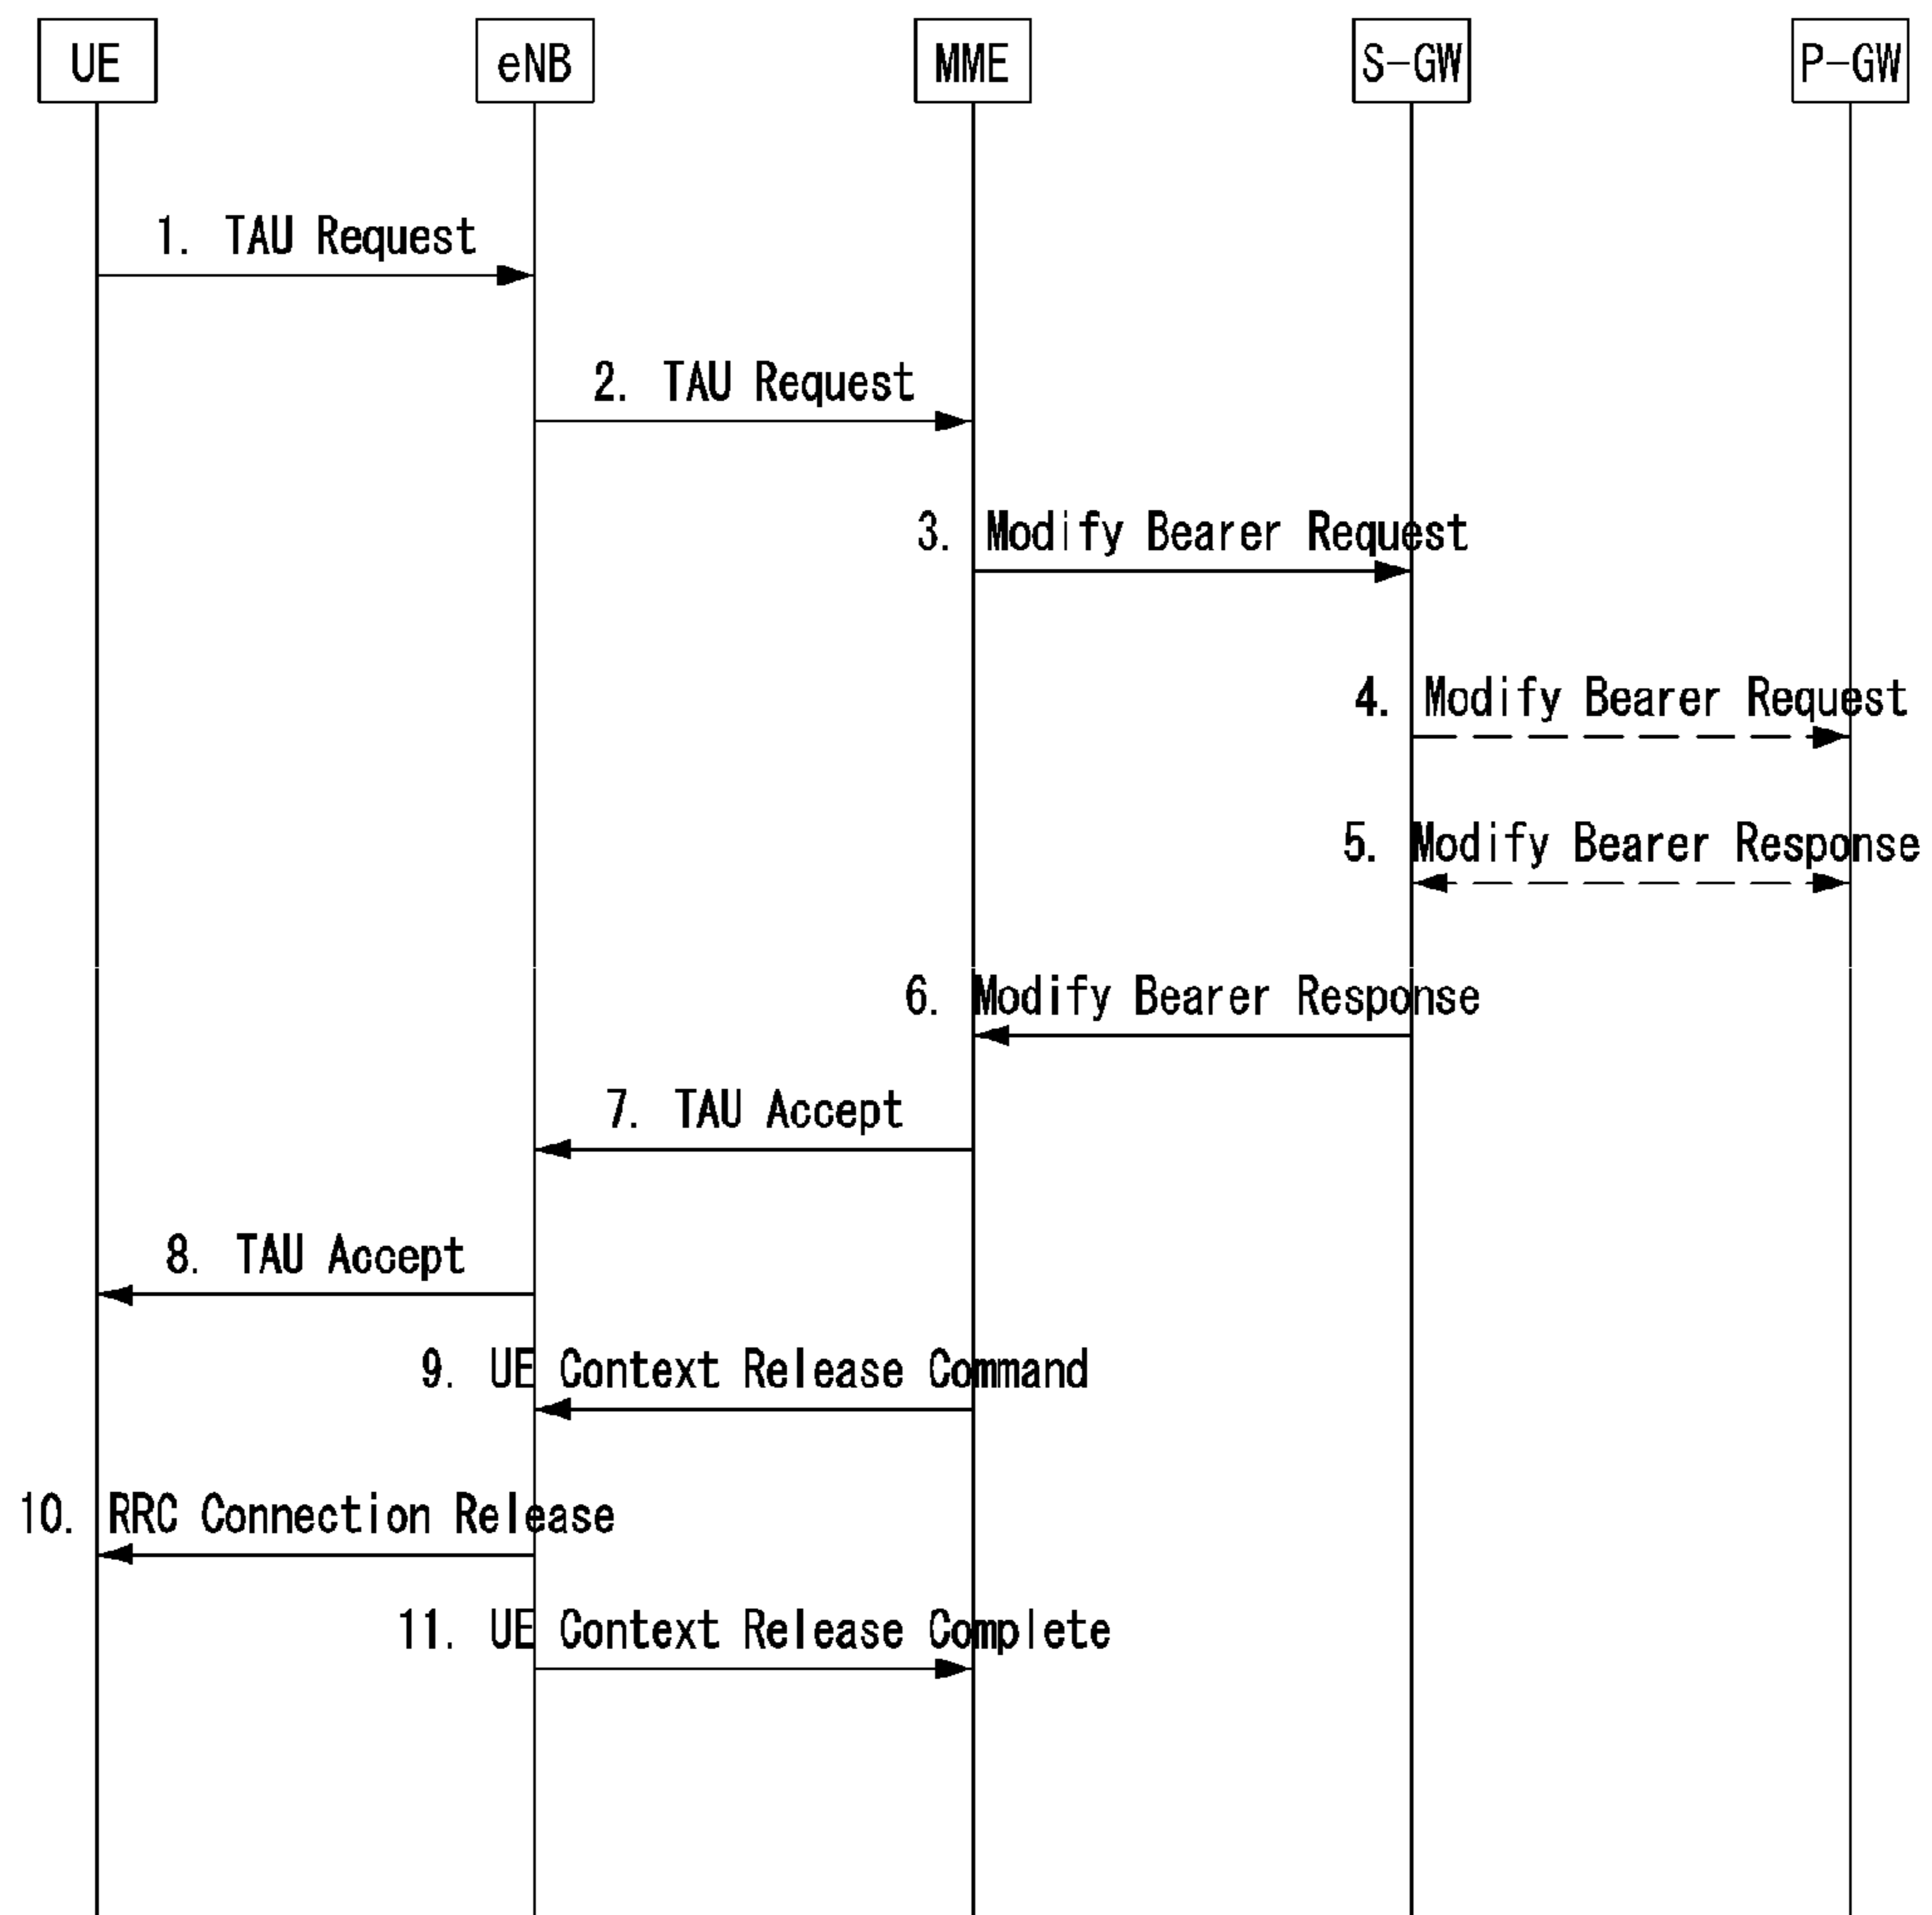 UE
eNB
MME
S-GW
P-GW
1. TAU Request
2. TAU Request
3. Modify Bearer Request
4. Modify Bearer Request
5. Modify Bearer Response
6. Modify Bearer Response
7. TAU Accept
8. TAU Accept
9. UE Context Release Command
10. RRC Connection Release
11. UE Context Release Complete